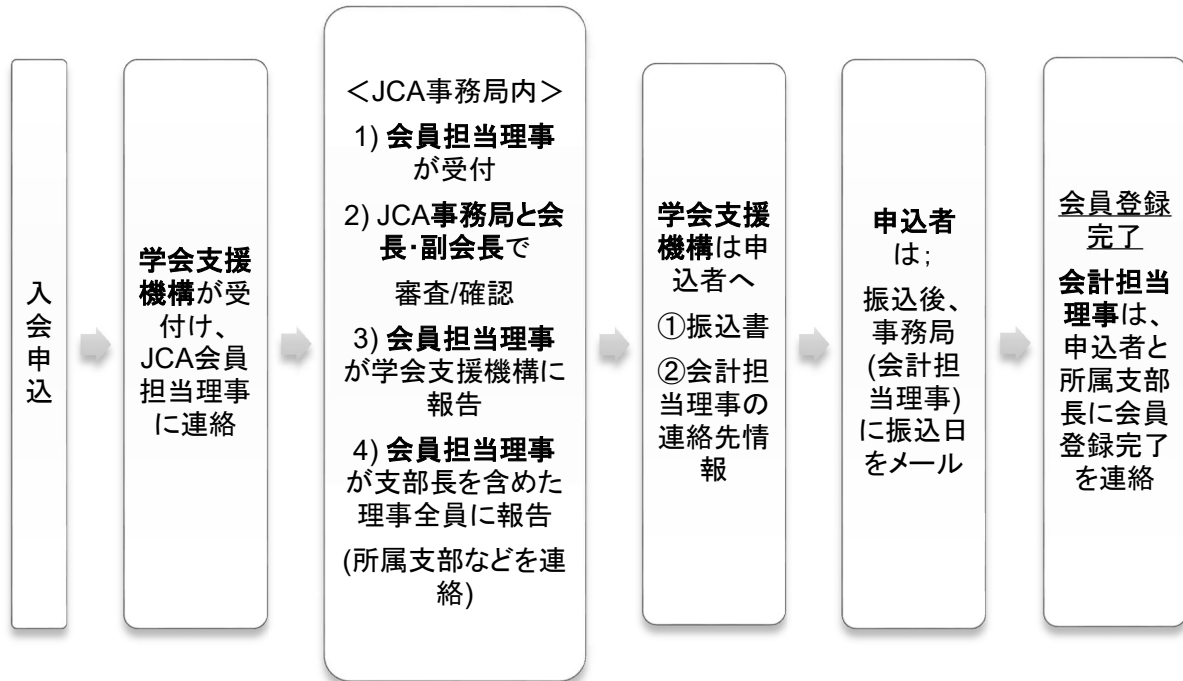 入
会
申
込
学会支援
機構が受
付け、
JCA会員
担当理事
に連絡
＜JCA事務局内＞
1) 会員担当理事
が受付
2) JCA事務局と会
長・副会長で
審査/確認
3) 会員担当理事
が学会支援機構に
報告
4) 会員担当理事
が支部長を含めた
理事全員に報告
(所属支部などを連
絡)
学会支援
機構は申
込者へ
①振込書
②会計担
当理事の
連絡先情
報
申込者
は；
振込後、
事務局
(会計担
当理事)
に振込日
をメール
会員登録
完了
会計担当
理事は、
申込者と
所属支部
長に会員
登録完了
を連絡